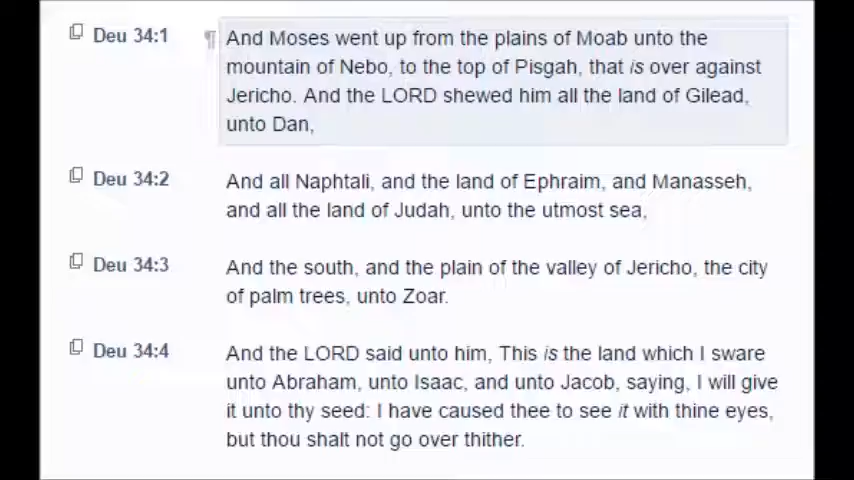 Deu 34:1 ¶ And Moses went up from the plains of Moab unto the
mountain of Nebo, to the top of Pisgah, that is over against
Jericho. And the LORD shewed him all the land of Gilead,
unto Dan,
Deu 34:2 And all Naphtali, and the land of Ephraim, and Manasseh,
and all the land of Judah, unto the utmost sea,
Deu 34:3 And the south, and the plain of the valley of Jericho, the city
of palm trees, unto Zoar.
Deu 34:4 And the LORD said unto him, This is the land which I sware
unto Abraham, unto Isaac, and unto Jacob, saying, I will give
it unto thy seed: I have caused thee to see it with thine eyes,
but thou shalt not go over thither.